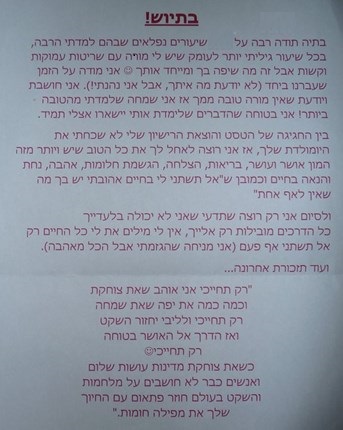 בתיוש!
בתיה תודה רבה על שיעורים נפלאים שבהם למדתי הרבה,
בכל שיעור גיליתי יותר לעומק שיש לי מורה עם שריטות עמוקות
וקשות אבל זה מה שיפה בך ומייחד אותך ☺ אני מודה על הזמן
שעברנו ביחד (לא יודעת מה איתך, אבל אני נהנתי!). אני חושבת
ויודעת שאין מורה טובה ממך אז אני שמחה שלמדתי מהטובה
ביותר! אני בטוחה שהדברים שלימדת אותי יישארו אצלי תמיד.
בין החגיגה של הטסט והוצאת הרישיון שלי לא שכחתי את
היומולדת שלך, אז אני רוצה לאחל לך את כל הטוב שיש ויותר מזה
המון אושר ועושר, בריאות, הצלחה, הגשמת חלומות, אהבה, נחת
והנאה בחיים וכמובן ש"אל תשתני לי בחיים אהובתי יש בך מה
שאין לאף אחת"
ולסיום אני רק רוצה שתדעי שאני לא יכולה בלעדייך
כל הדרכים מובילות רק אלייך, אין לי מילים את לי כל החיים רק
אל תשתני אף פעם (אני מניחה שהגזמתי אבל הכל מאהבה).
ועוד תזכורת אחרונה...
"רק תחייכי אני אוהב שאת צוחקת
וכמה כמה את יפה שאת שמחה
רק תחייכי ולליבי יחזור השקט
ואז הדרך אל האושר בטוחה
רק תחייכי☺
כשאת צוחקת מדינות עושות שלום
ואנשים כבר לא חושבים על מלחמות
והשקט בעולם חוזר פתאום עם החיוך
שלך את מפילה חומות."